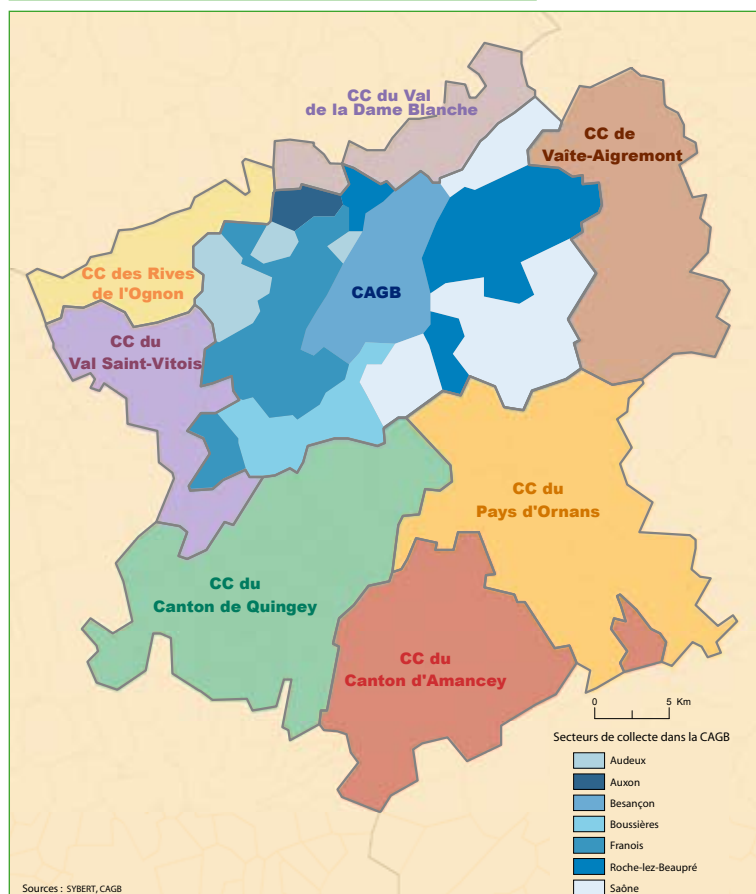 CC du Val
de la Dame Blanche
CC de
Vaîte-Aigremont
CC des Rives
de l'Ognon
CAGB
CC du
Val Saint-Vitois
CC du
Pays d'Ornans
CC du
Canton de Quingey
CC du
Canton d'Amancey
0 5 Km
Secteurs de collecte dans la CAGB
Audeux
Auxon
Besançon
Boussières
Franois
Roche-lez-Beaupré
Saône
Sources : SYBERT, CAGB